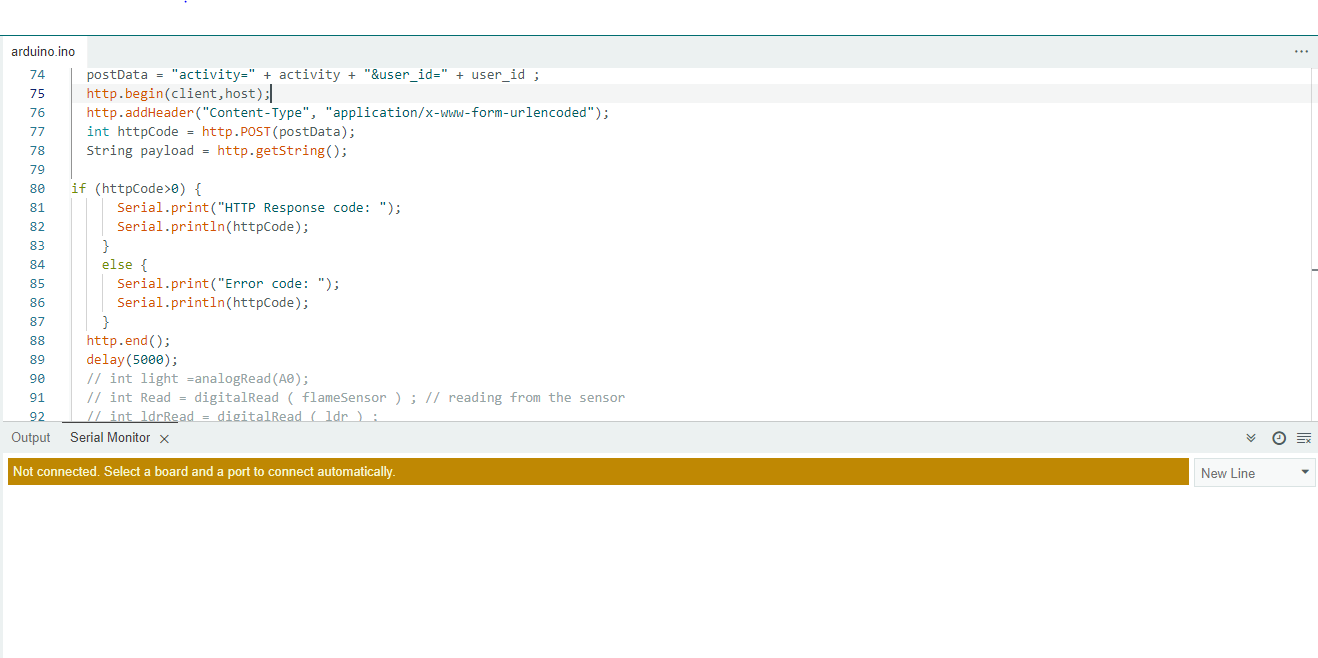 arduino.ino
74 postData = "activity=" + activity + "&user_id=" + user_id ;
75 http.begin(client,host);
76 http.addHeader("Content-Type", "application/x-www-form-urlencoded");
77 int httpCode = http.POST(postData);
78 String payload = http.getString();
79
80 if (httpCode>0) {
81 Serial.print("HTTP Response code: ");
82 Serial.println(httpCode);
83 }
84 else {
85 Serial.print("Error code: ");
86 Serial.println(httpCode);
87 }
88 http.end();
89 delay(5000);
90 // int light =analogRead(A0);
91 // int Read = digitalRead ( flameSensor ) ; // reading from the sensor
92 // int ldrRead = digitalRead ( ldr ) ;
Output Serial Monitor
Not connected. Select a board and a port to connect automatically.
New Line